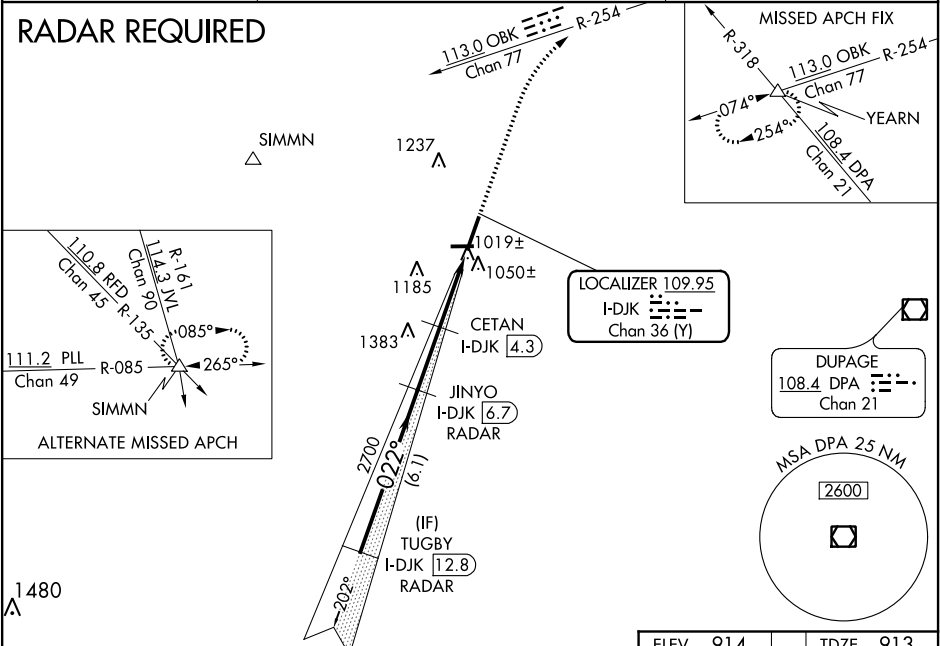 RADAR REQUIRED
113.0 OBK R-254
Chan 77
MISSED APCH FIX
R-318
113.0 OBK R-254
Chan 77
074°
254°
YEARN
108.4 DPA
Chan 21
SIMMN
1237
1019±
1050±
1185
1383
110.8 RFD
Chan 45
R-135
R-161
114.3 JVL
Chan 90
085°
265°
111.2 PLL
Chan 49
R-085
SIMMN
ALTERNATE MISSED APCH
LOCALIZER 109.95
I-DJK
Chan 36 (Y)
CETAN
I-DJK 4.3
JINYO
I-DJK 6.7
RADAR
DUPAGE
108.4 DPA
Chan 21
2700
022°
(6.1)
(IF)
TUGBY
I-DJK 12.8
RADAR
202°
MSA DPA 25 NM
2600
1480
ELEV 914 TDZE 913